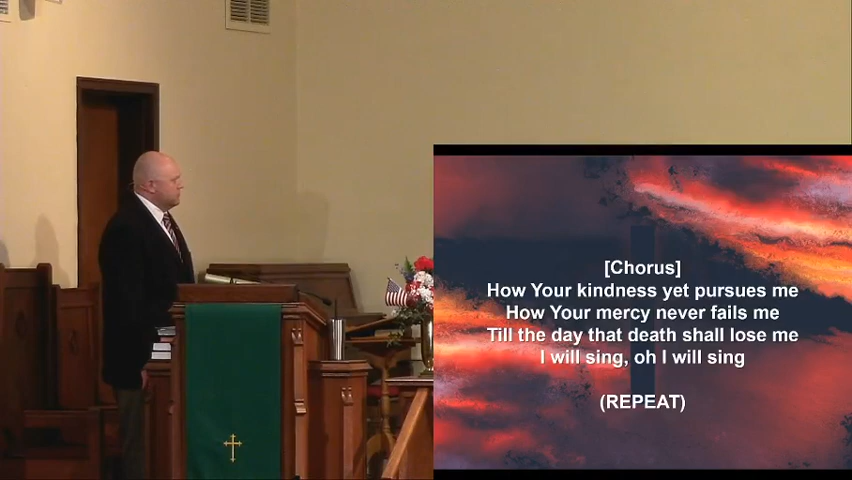 [Chorus]
How Your kindness yet pursues me
How Your mercy never fails me
Till the day that death shall lose me
I will sing, oh I will sing
(REPEAT)